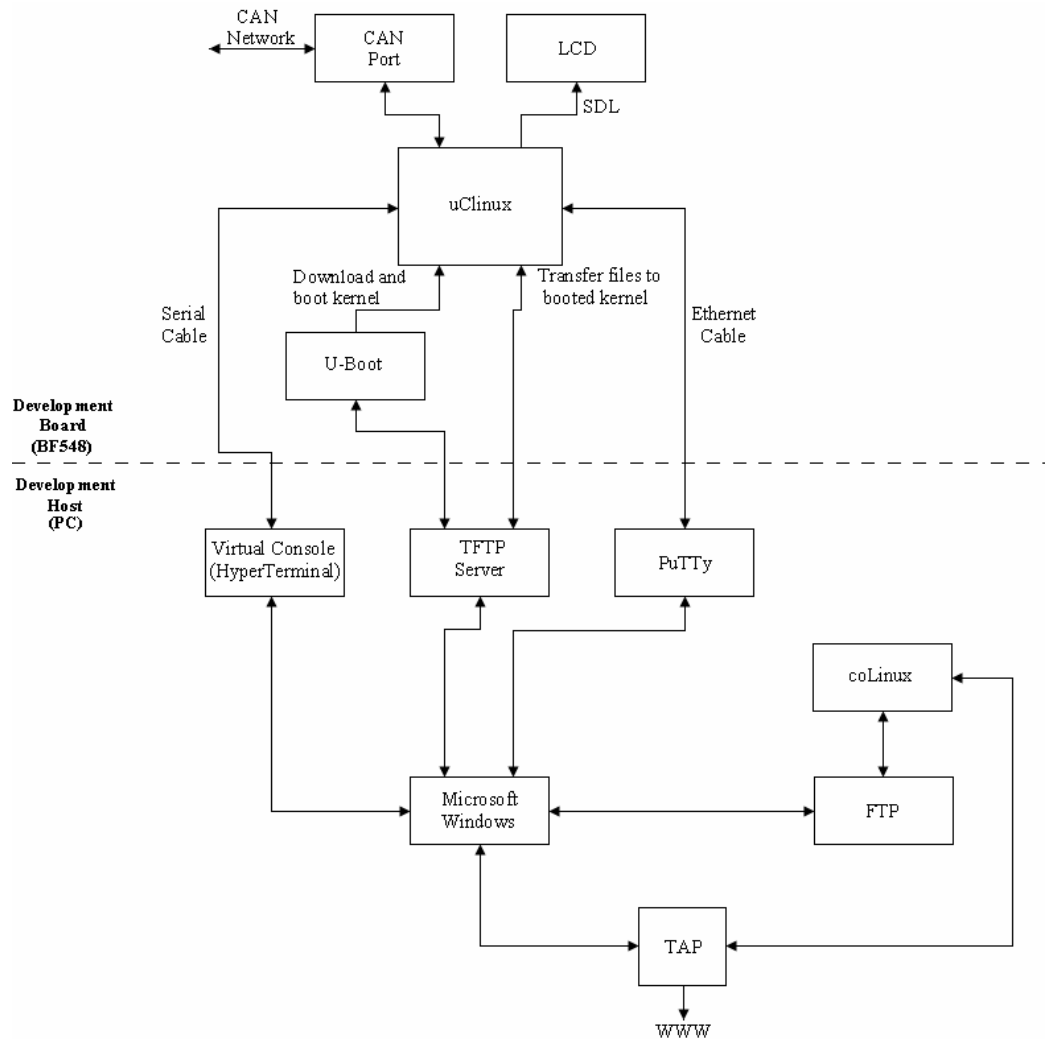 CAN
Network
CAN
Port
LCD
SDL
uClinux
Download and
boot kernel
Transfer files to
booted kernel
Serial
Cable
Ethernet
Cable
U-Boot
Development
Board
(BF548)
Development
Host
(PC)
Virtual Console
(HyperTerminal)
TFTP
Server
PuTTy
coLinux
Microsoft
Windows
FTP
TAP
WWW